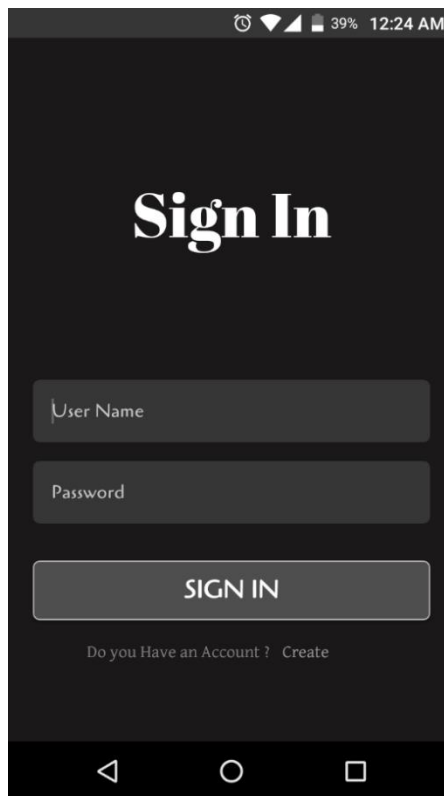 39% 12:24 AM
Sign In
User Name
Password
SIGN IN
Do you Have an Account ? Create